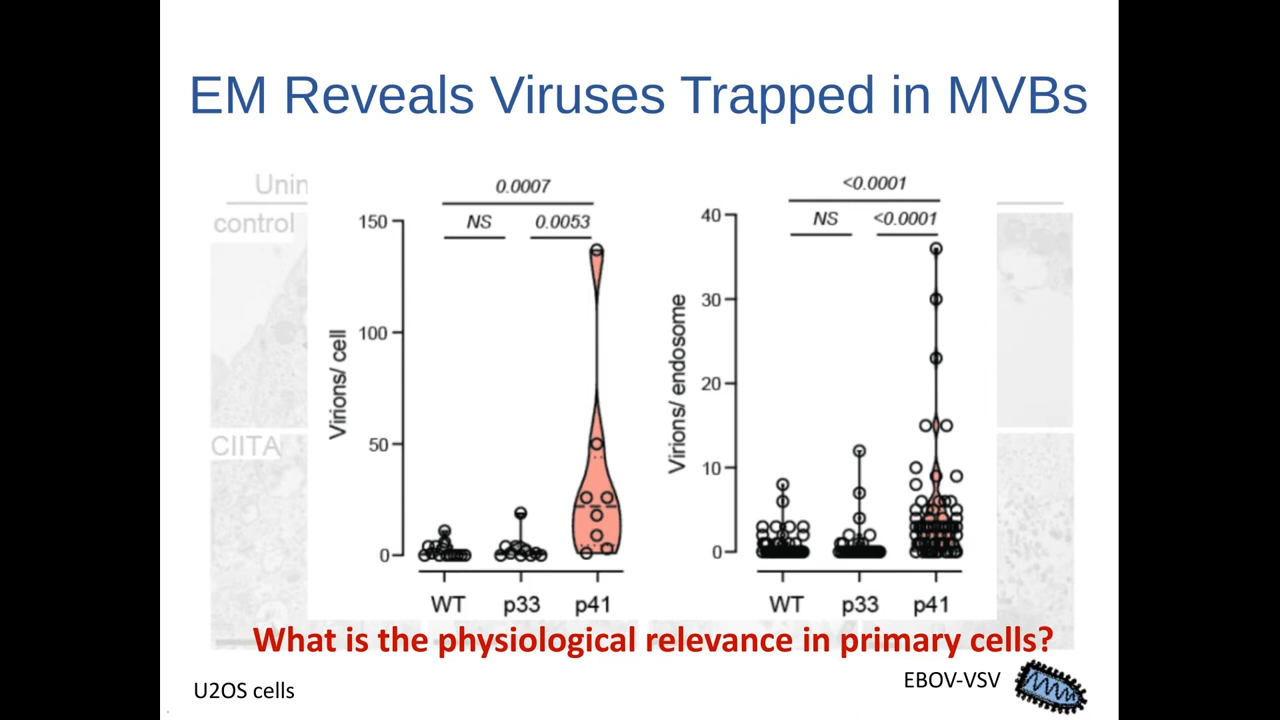 EM Reveals Viruses Trapped in MVBs
Unin
control
CIITA
0.0007
NS 0.0053
150
100
50
0
Virions/ cell
WT p33 p41
<0.0001
NS <0.0001
40
30
20
10
0
Virions/ endosome
WT p33 p41
What is the physiological relevance in primary cells?
U2OS cells
EBOV-VSV